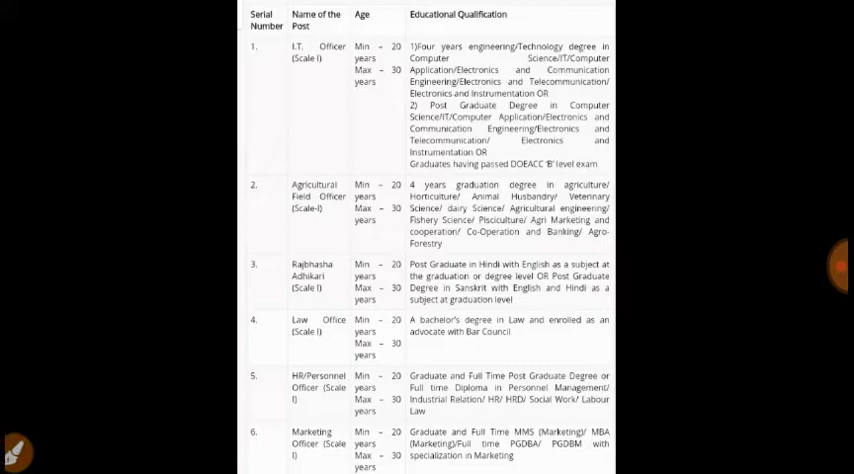 Serial Number Name of the Post Age Educational Qualification
1. I.T. Officer (Scale I) Min – 20 years Max – 30 years
1)Four years engineering/Technology degree in
Computer Science/IT/Computer
Application/Electronics and Communication
Engineering/Electronics and Telecommunication/
Electronics and Instrumentation OR
2) Post Graduate Degree in Computer
Science/IT/Computer Application/Electronics and
Communication Engineering/Electronics and
Telecommunication/ Electronics and
Instrumentation OR
Graduates having passed DOEACC ‘B’ level exam
2. Agricultural Field Officer (Scale-I) Min – 20 years Max – 30 years
4 years graduation degree in agriculture/
Horticulture/ Animal Husbandry/ Veterinary
Science/ dairy Science/ Agricultural engineering/
Fishery Science/ Pisciculture/ Agri Marketing and
cooperation/ Co-Operation and Banking/ Agro-
Forestry
3. Rajbhasha Adhikari (Scale I) Min – 20 years Max – 30 years
Post Graduate in Hindi with English as a subject at
the graduation or degree level OR Post Graduate
Degree in Sanskrit with English and Hindi as a
subject at graduation level
4. Law Office (Scale I) Min – 20 years Max – 30 years
A bachelor’s degree in Law and enrolled as an
advocate with Bar Council
5. HR/Personnel Officer (Scale I) Min – 20 years Max – 30 years
Graduate and Full Time Post Graduate Degree or
Full time Diploma in Personnel Management/
Industrial Relation/ HR/ HRD/ Social Work/ Labour
Law
6. Marketing Officer (Scale I) Min – 20 years Max – 30 years
Graduate and Full Time MMS (Marketing)/ MBA
(Marketing)/Full time PGDBA/ PGDBM with
specialization in Marketing